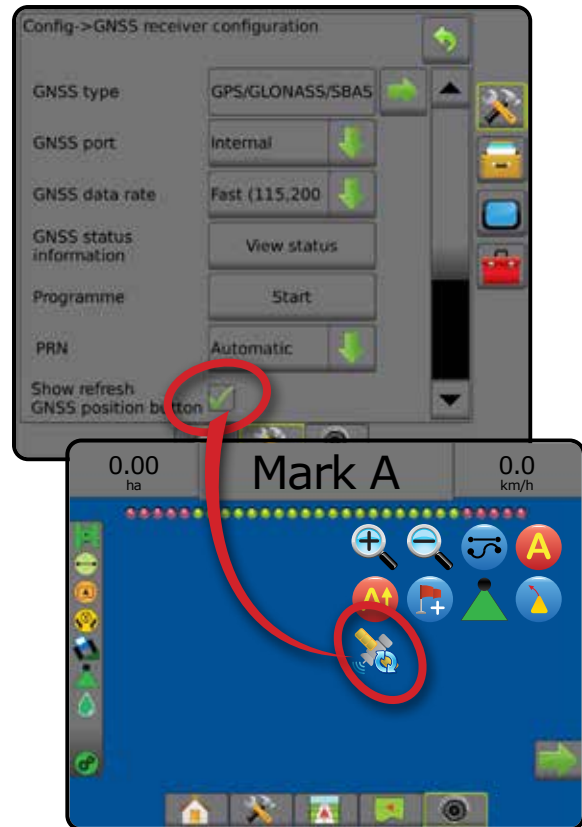 Config->GNSS receiver configuration
GNSS type GPS/GLONASS/SBAS
GNSS port Internal
GNSS data rate Fast (115,200
GNSS status
information
View status
Programme Start
PRN Automatic
Show refresh
GNSS position button
0.00
ha
Mark A
0.0
km/h
A
A